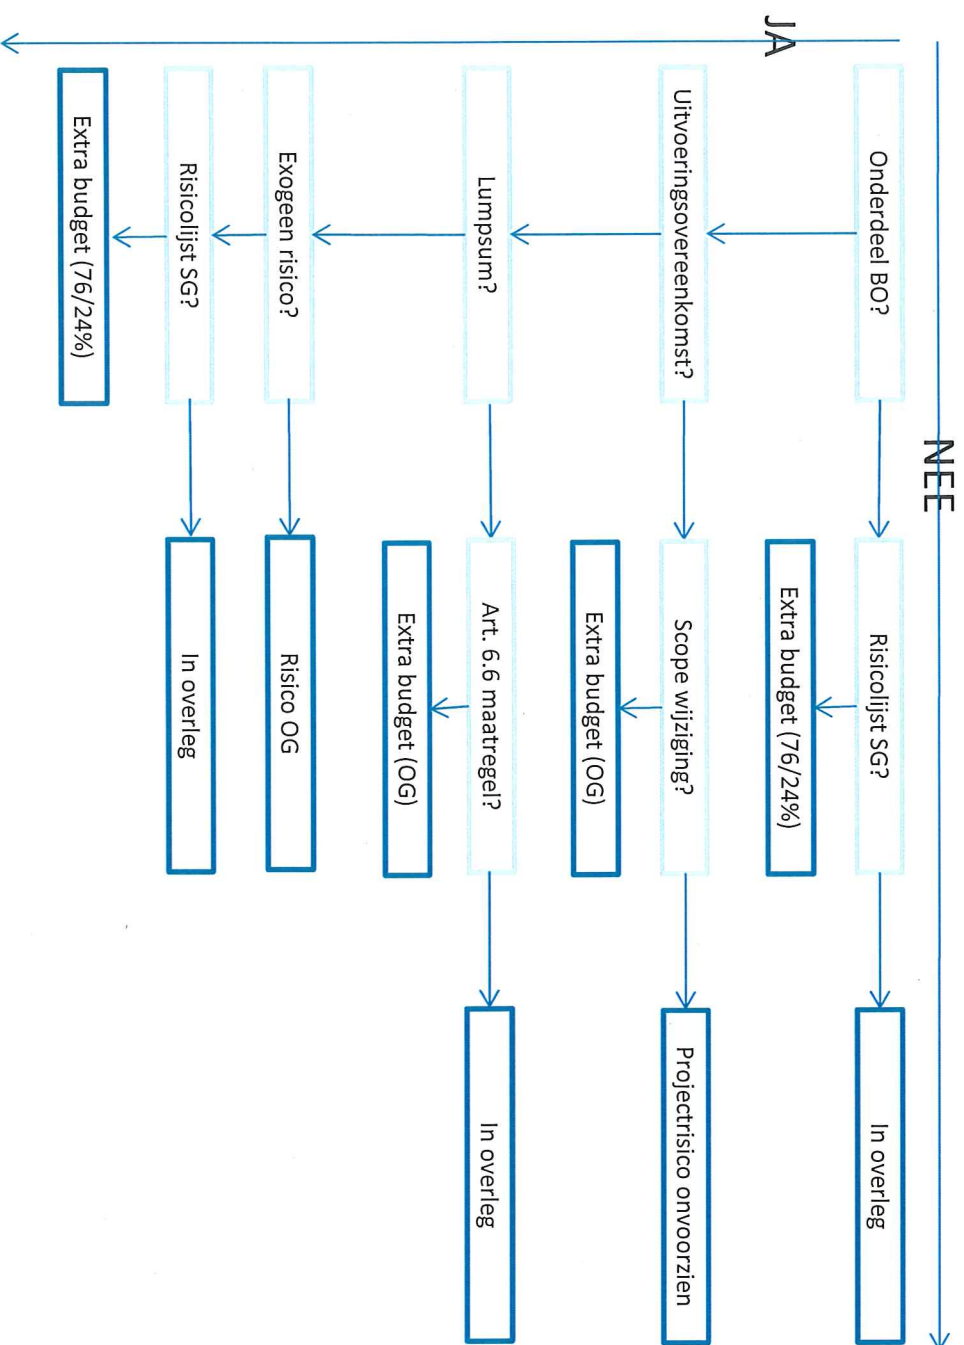 NEE
JA
Onderdeel BO?
Risicolijst SG?
In overleg
Extra budget (76/24%)
Uitvoeringsovereenkomst?
Scope wijziging?
Projectrisico onvoorzien
Extra budget (OG)
Lumpsum?
Art. 6.6 maatregel?
In overleg
Extra budget (OG)
Exogeen risico?
Risico OG
Risicolijst SG?
In overleg
Extra budget (76/24%)